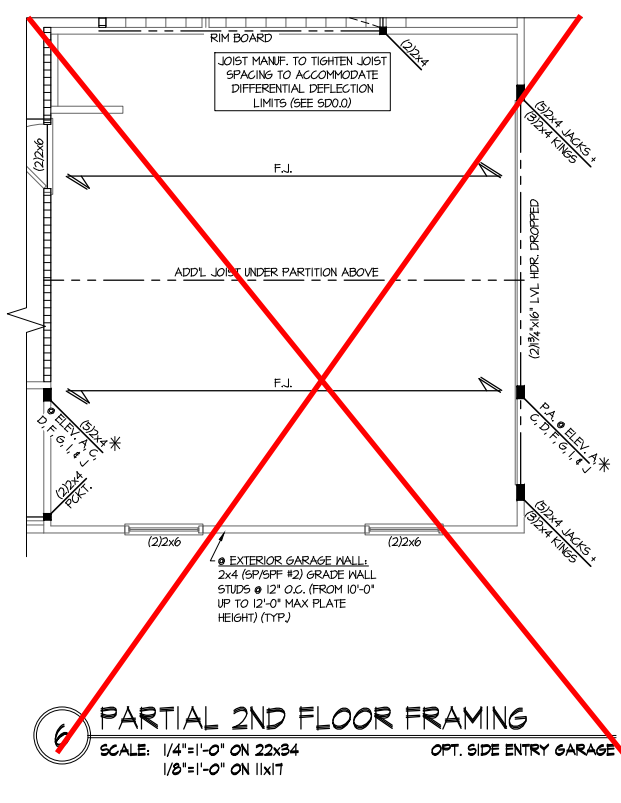 RIM BOARD
(2)2x4
JOIST MANUF. TO TIGHTEN JOIST
SPACING TO ACCOMMODATE
DIFFERENTIAL DEFLECTION
LIMITS (SEE SD0.0)
(5)2x4 JACKS +
(3)2x4 KINGS
(2)2x6
F.J.
(2)1¾"x16" LVL HDR. DROPPED
ADD'L JOIST UNDER PARTITION ABOVE
F.J.
(5)2x4 *
@ ELEV. A, C,
D, F, G, I, & J
P.A. @ ELEV. A *
C, D, F, G, I, & J
(2)2x4
PCKT.
(5)2x4 JACKS +
(3)2x4 KINGS
(2)2x6
(2)2x6
@ EXTERIOR GARAGE WALL:
2x4 (SP/SPF #2) GRADE WALL
STUDS @ 12" O.C. (FROM 10'-0"
UP TO 12'-0" MAX PLATE
HEIGHT) (TYP.)
6
PARTIAL 2ND FLOOR FRAMING
SCALE: 1/4"=1'-0" ON 22x34
OPT. SIDE ENTRY GARAGE
1/8"=1'-0" ON 11x17